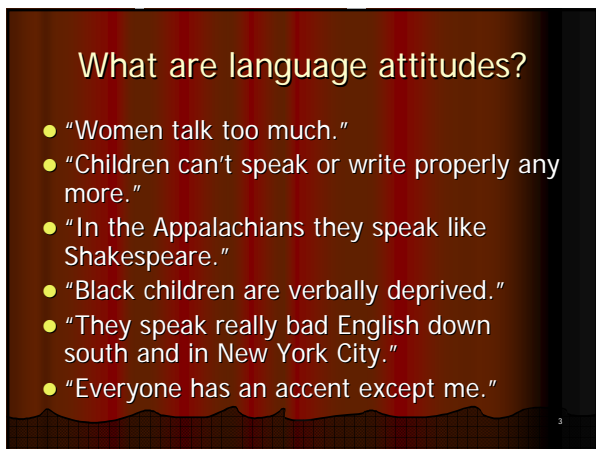 What are language attitudes?
● “Women talk too much.”
● “Children can’t speak or write properly any
more.”
● “In the Appalachians they speak like
Shakespeare.”
● “Black children are verbally deprived.”
● “They speak really bad English down
south and in New York City.”
● “Everyone has an accent except me.”
3